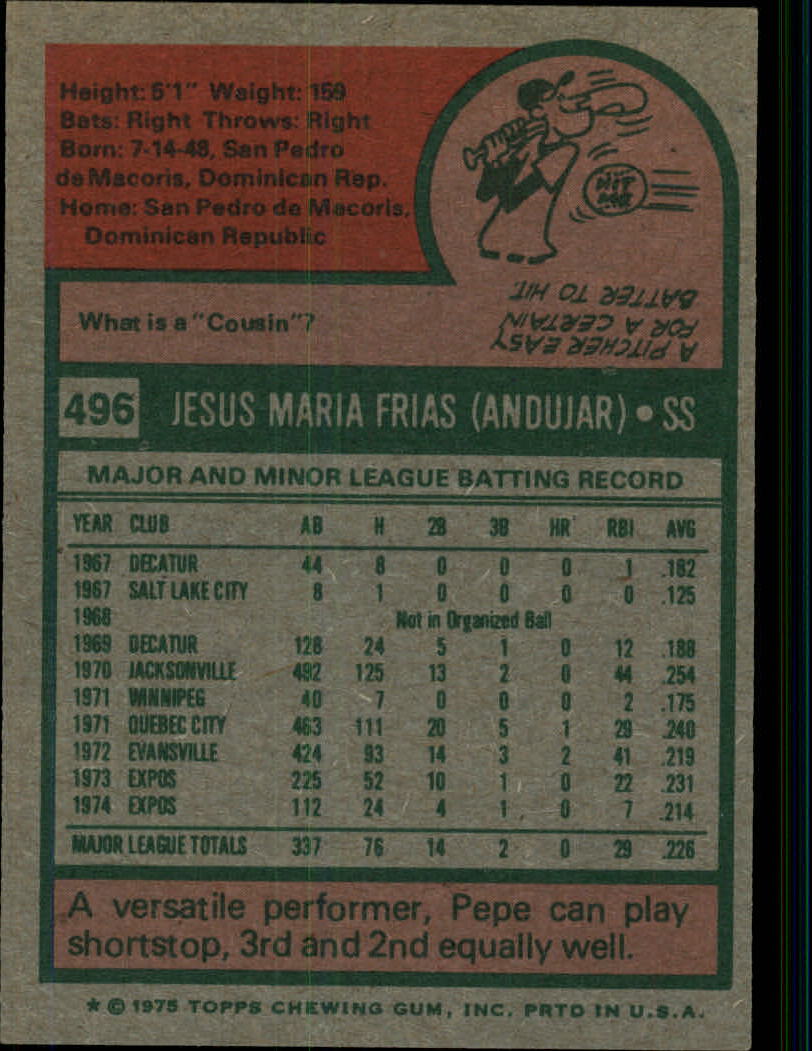 Height: 5'1" Weight: 159
Bats: Right Throws: Right
Born: 7-14-48, San Pedro
de Macoris, Dominican Rep.
Home: San Pedro de Macoris,
Dominican Republic
HIT ME
What is a "Cousin"?
A PITCHER EASY
FOR A CERTAIN
BATTER TO HIT.
496 JESUS MARIA FRIAS (ANDUJAR) • SS
MAJOR AND MINOR LEAGUE BATTING RECORD
YEAR CLUB AB H 2B 3B HR RBI AVG
1967 DECATUR 44 8 0 0 0 1 .182
1967 SALT LAKE CITY 8 1 0 0 0 0 .125
1968 Not in Organized Ball
1969 DECATUR 128 24 5 1 0 12 .188
1970 JACKSONVILLE 492 125 13 2 0 44 .254
1971 WINNIPEG 40 7 0 0 0 2 .175
1971 QUEBEC CITY 463 111 20 5 1 29 .240
1972 EVANSVILLE 424 93 14 3 2 41 .219
1973 EXPOS 225 52 10 1 0 22 .231
1974 EXPOS 112 24 4 1 0 7 .214
MAJOR LEAGUE TOTALS 337 76 14 2 0 29 .226
A versatile performer, Pepe can play
shortstop, 3rd and 2nd equally well.
* © 1975 TOPPS CHEWING GUM, INC. PRTD IN U.S.A.